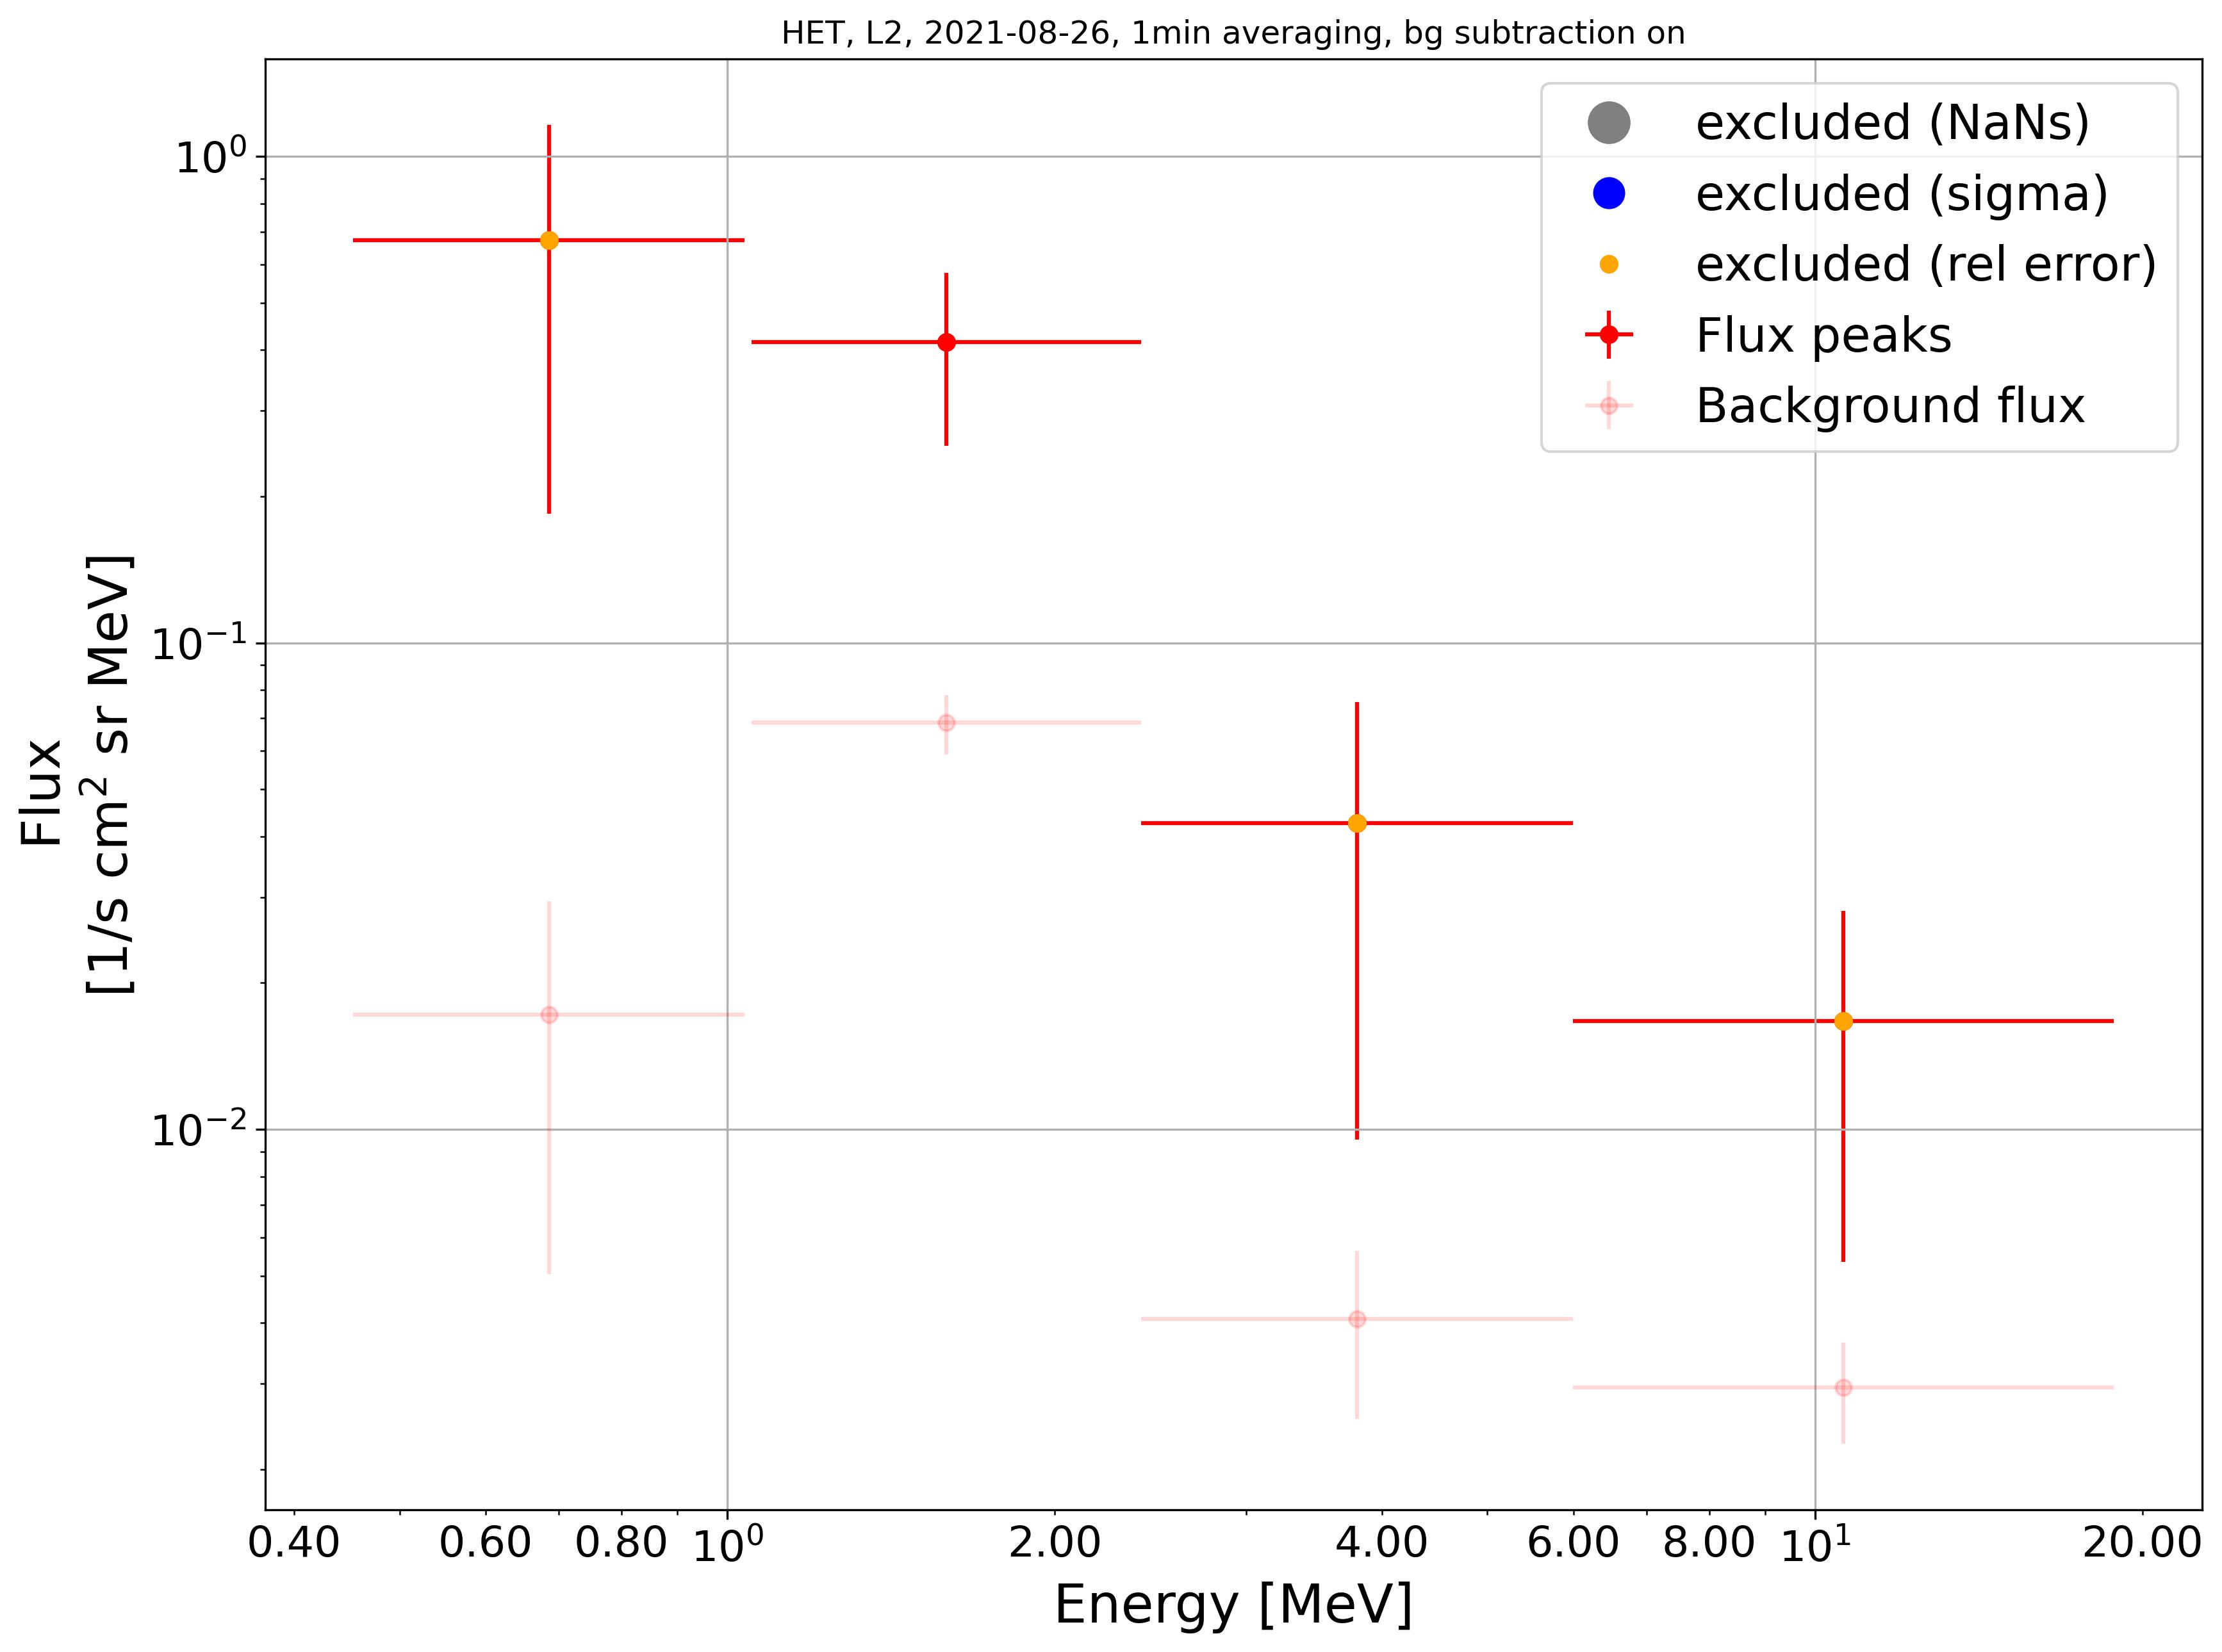 HET, L2, 2021-08-26, 1min averaging, bg subtraction on
excluded (NaNs)
excluded (sigma)
excluded (rel error)
Flux peaks
Background flux
10⁰
10⁻¹
10⁻²
Flux
[1/s cm² sr MeV]
0.40 0.60 0.80 10⁰ 2.00 4.00 6.00 8.00 10¹ 20.00
Energy [MeV]